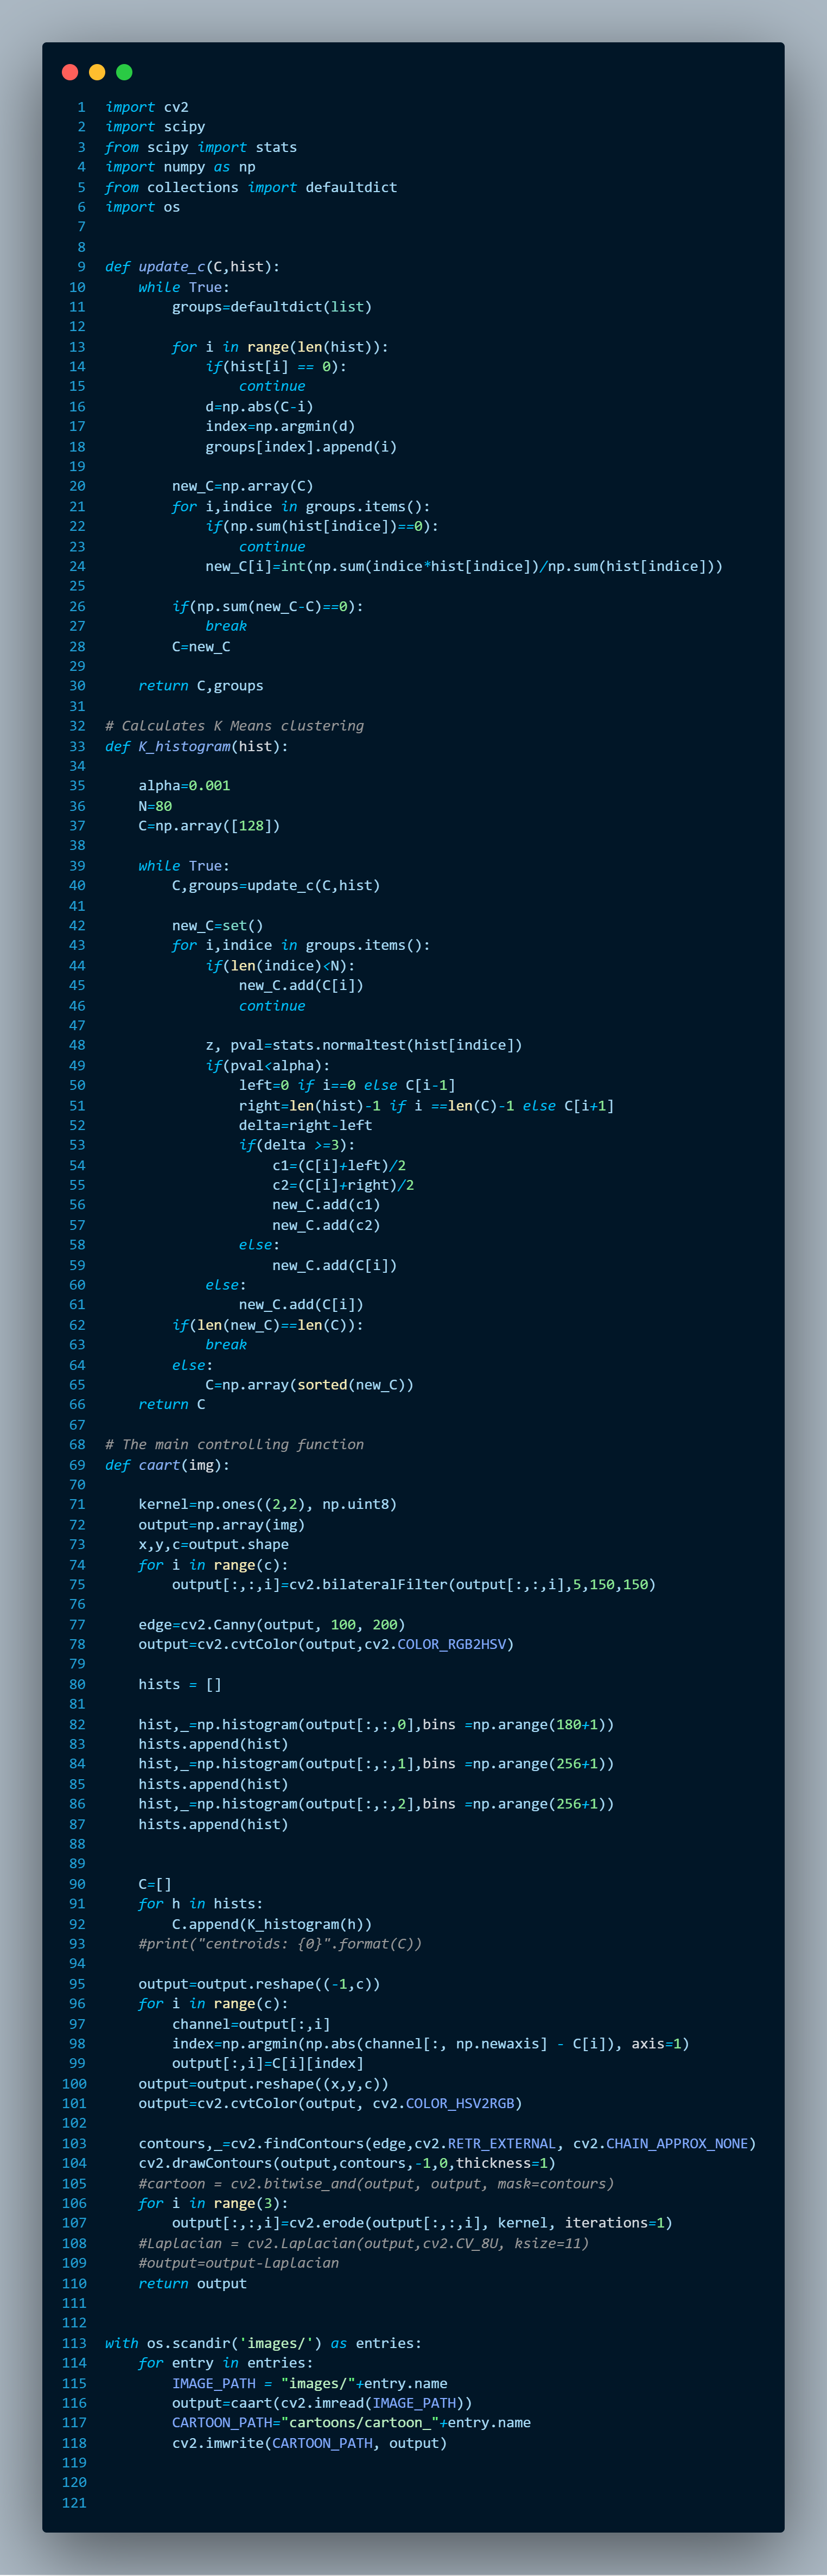 1 import cv2
2 import scipy
3 from scipy import stats
4 import numpy as np
5 from collections import defaultdict
6 import os
7
8
9 def update_c(C,hist):
10     while True:
11         groups=defaultdict(list)
12
13         for i in range(len(hist)):
14             if(hist[i] == 0):
15                 continue
16             d=np.abs(C-i)
17             index=np.argmin(d)
18             groups[index].append(i)
19
20         new_C=np.array(C)
21         for i,indice in groups.items():
22             if(np.sum(hist[indice])==0):
23                 continue
24             new_C[i]=int(np.sum(indice*hist[indice])/np.sum(hist[indice]))
25
26         if(np.sum(new_C-C)==0):
27             break
28         C=new_C
29
30     return C,groups
31
32 # Calculates K Means clustering
33 def K_histogram(hist):
34
35     alpha=0.001
36     N=80
37     C=np.array([128])
38
39     while True:
40         C,groups=update_c(C,hist)
41
42         new_C=set()
43         for i,indice in groups.items():
44             if(len(indice)<N):
45                 new_C.add(C[i])
46                 continue
47
48             z, pval=stats.normaltest(hist[indice])
49             if(pval<alpha):
50                 left=0 if i==0 else C[i-1]
51                 right=len(hist)-1 if i ==len(C)-1 else C[i+1]
52                 delta=right-left
53                 if(delta >=3):
54                     c1=(C[i]+left)/2
55                     c2=(C[i]+right)/2
56                     new_C.add(c1)
57                     new_C.add(c2)
58                 else:
59                     new_C.add(C[i])
60             else:
61                 new_C.add(C[i])
62         if(len(new_C)==len(C)):
63             break
64         else:
65             C=np.array(sorted(new_C))
66     return C
67
68 # The main controlling function
69 def caart(img):
70
71     kernel=np.ones((2,2), np.uint8)
72     output=np.array(img)
73     x,y,c=output.shape
74     for i in range(c):
75         output[:,:,i]=cv2.bilateralFilter(output[:,:,i],5,150,150)
76
77     edge=cv2.Canny(output, 100, 200)
78     output=cv2.cvtColor(output,cv2.COLOR_RGB2HSV)
79
80     hists = []
81
82     hist,_=np.histogram(output[:,:,0],bins =np.arange(180+1))
83     hists.append(hist)
84     hist,_=np.histogram(output[:,:,1],bins =np.arange(256+1))
85     hists.append(hist)
86     hist,_=np.histogram(output[:,:,2],bins =np.arange(256+1))
87     hists.append(hist)
88
89
90     C=[]
91     for h in hists:
92         C.append(K_histogram(h))
93     #print("centroids: {0}".format(C))
94
95     output=output.reshape((-1,c))
96     for i in range(c):
97         channel=output[:,i]
98         index=np.argmin(np.abs(channel[:, np.newaxis] - C[i]), axis=1)
99         output[:,i]=C[i][index]
100     output=output.reshape((x,y,c))
101     output=cv2.cvtColor(output, cv2.COLOR_HSV2RGB)
102
103     contours,_=cv2.findContours(edge,cv2.RETR_EXTERNAL, cv2.CHAIN_APPROX_NONE)
104     cv2.drawContours(output,contours,-1,0,thickness=1)
105     #cartoon = cv2.bitwise_and(output, output, mask=contours)
106     for i in range(3):
107         output[:,:,i]=cv2.erode(output[:,:,i], kernel, iterations=1)
108     #Laplacian = cv2.Laplacian(output,cv2.CV_8U, ksize=11)
109     #output=output-Laplacian
110     return output
111
112
113 with os.scandir('images/') as entries:
114     for entry in entries:
115         IMAGE_PATH = "images/"+entry.name
116         output=caart(cv2.imread(IMAGE_PATH))
117         CARTOON_PATH="cartoons/cartoon_"+entry.name
118         cv2.imwrite(CARTOON_PATH, output)
119
120
121